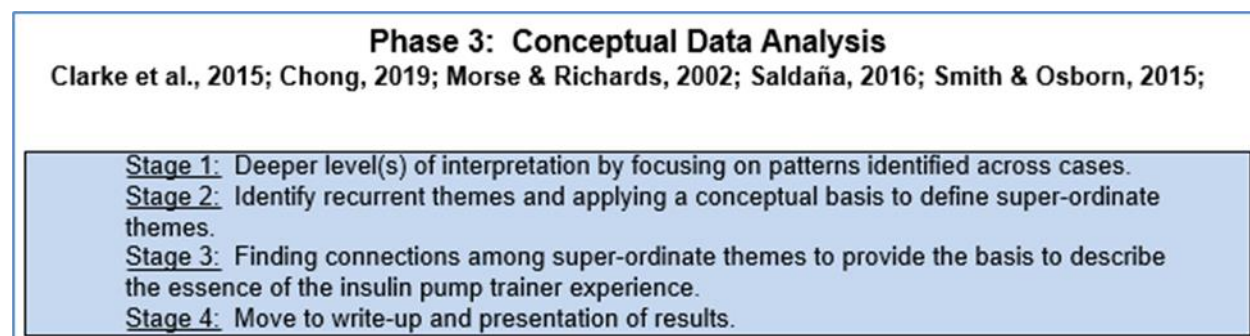 Phase 3: Conceptual Data Analysis
Clarke et al., 2015; Chong, 2019; Morse & Richards, 2002; Saldaña, 2016; Smith & Osborn, 2015;
Stage 1: Deeper level(s) of interpretation by focusing on patterns identified across cases.
Stage 2: Identify recurrent themes and applying a conceptual basis to define super-ordinate
themes.
Stage 3: Finding connections among super-ordinate themes to provide the basis to describe
the essence of the insulin pump trainer experience.
Stage 4: Move to write-up and presentation of results.